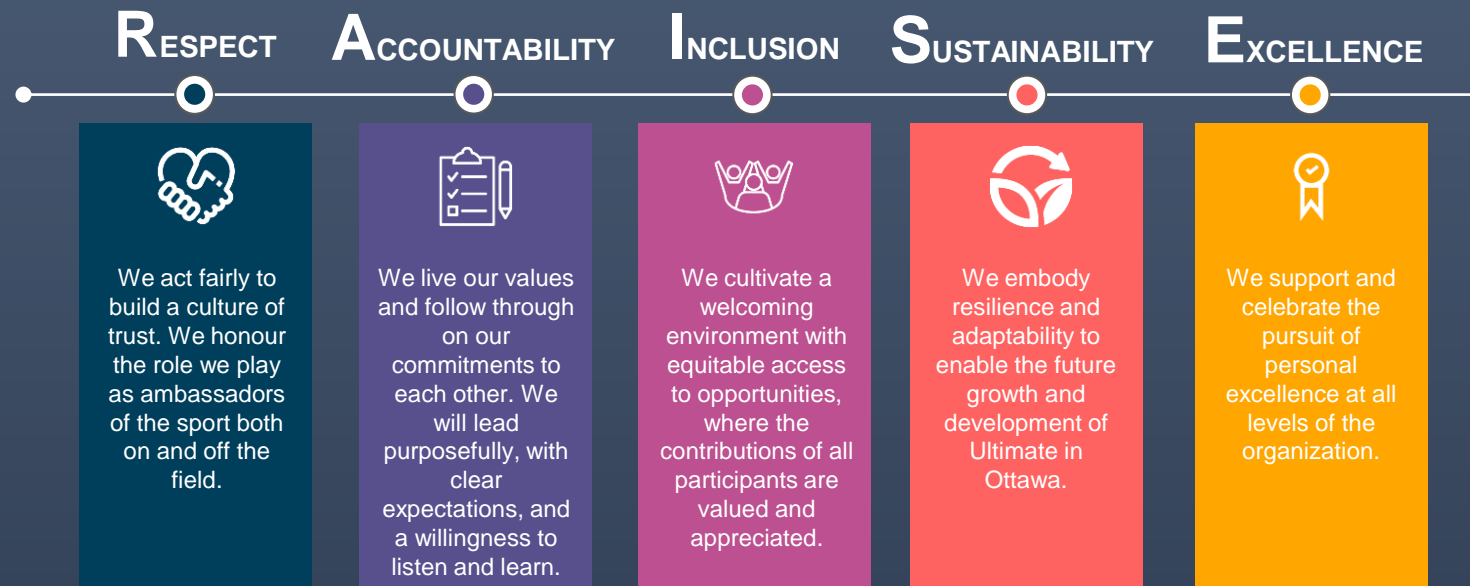 RESPECT
ACCOUNTABILITY
INCLUSION
SUSTAINABILITY
EXCELLENCE
We act fairly to
build a culture of
trust. We honour
the role we play
as ambassadors
of the sport both
on and off the
field.
We live our values
and follow through
on our
commitments to
each other. We
will lead
purposefully, with
clear
expectations, and
a willingness to
listen and learn.
We cultivate a
welcoming
environment with
equitable access
to opportunities,
where the
contributions of all
participants are
valued and
appreciated.
We embody
resilience and
adaptability to
enable the future
growth and
development of
Ultimate in
Ottawa.
We support and
celebrate the
pursuit of
personal
excellence at all
levels of the
organization.